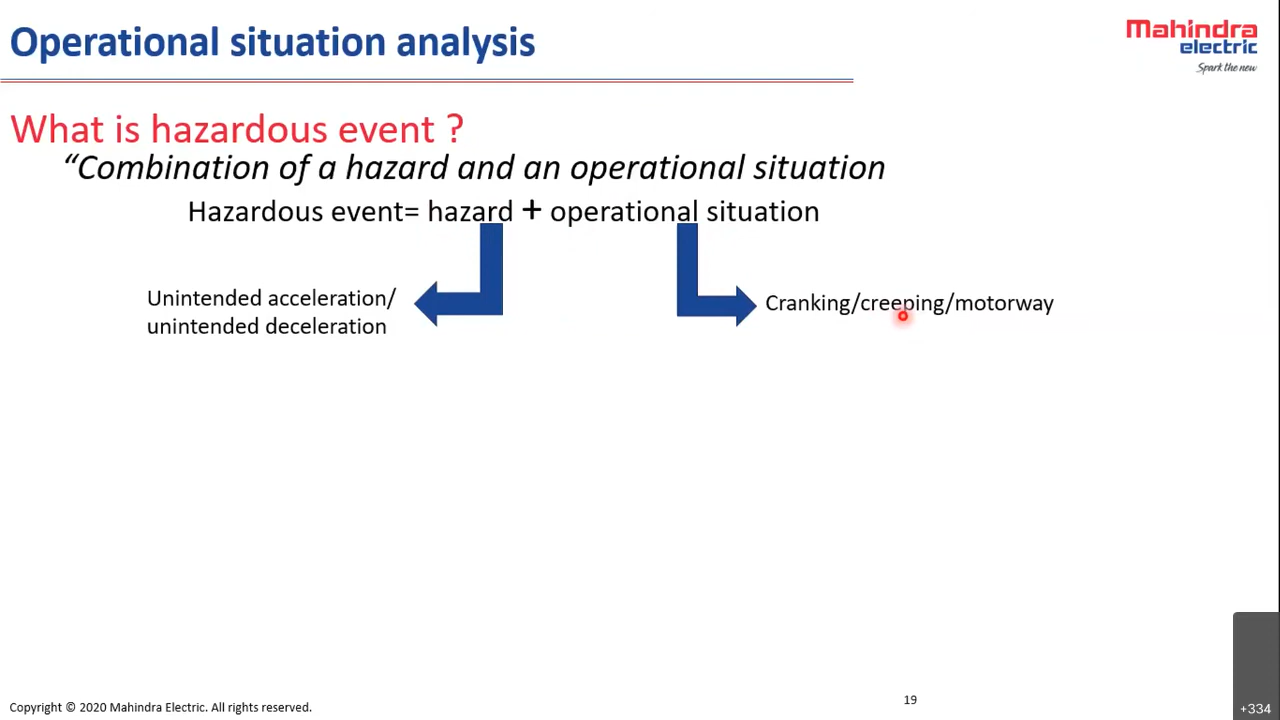 Operational situation analysis
Mahindra
electric
Spark the new
What is hazardous event ?
“Combination of a hazard and an operational situation
Hazardous event= hazard + operational situation
Unintended acceleration/
unintended deceleration
Cranking/creeping/motorway
Copyright © 2020 Mahindra Electric. All rights reserved.
19
+334